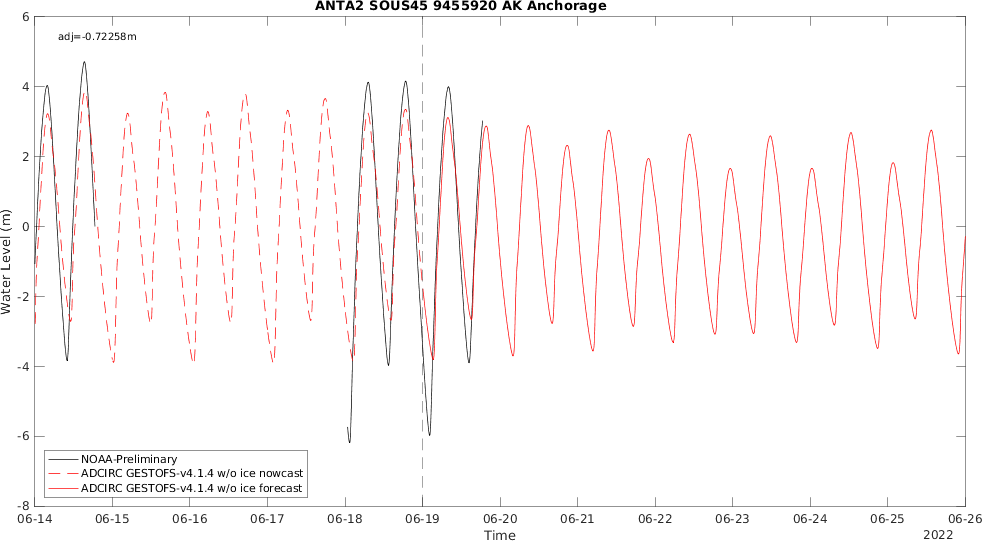 ANTA2 SOUS45 9455920 AK Anchorage
adj=-0.72258m
6
4
2
0
-2
-4
-6
-8
Water Level (m)
NOAA-Preliminary
ADCIRC GESTOFS-v4.1.4 w/o ice nowcast
ADCIRC GESTOFS-v4.1.4 w/o ice forecast
06-14 06-15 06-16 06-17 06-18 06-19 06-20 06-21 06-22 06-23 06-24 06-25 06-26
Time
2022